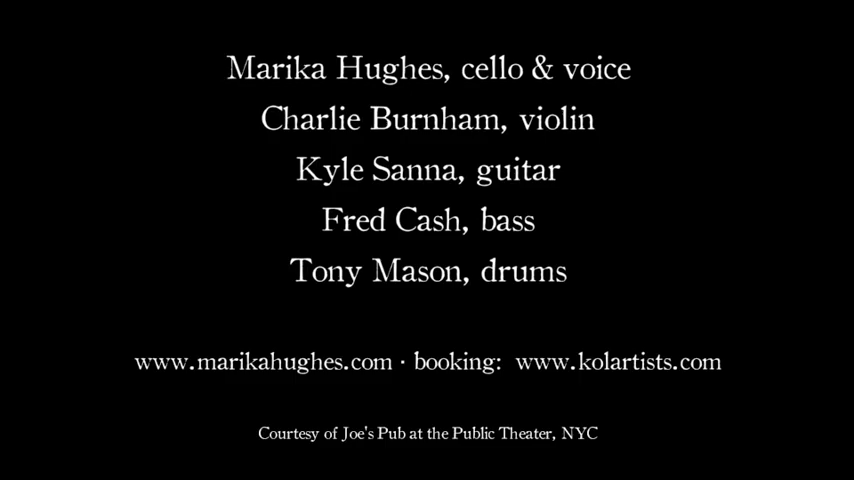 Marika Hughes, cello & voice
Charlie Burnham, violin
Kyle Sanna, guitar
Fred Cash, bass
Tony Mason, drums
www.marikahughes.com · booking: www.kolartists.com
Courtesy of Joe's Pub at the Public Theater, NYC